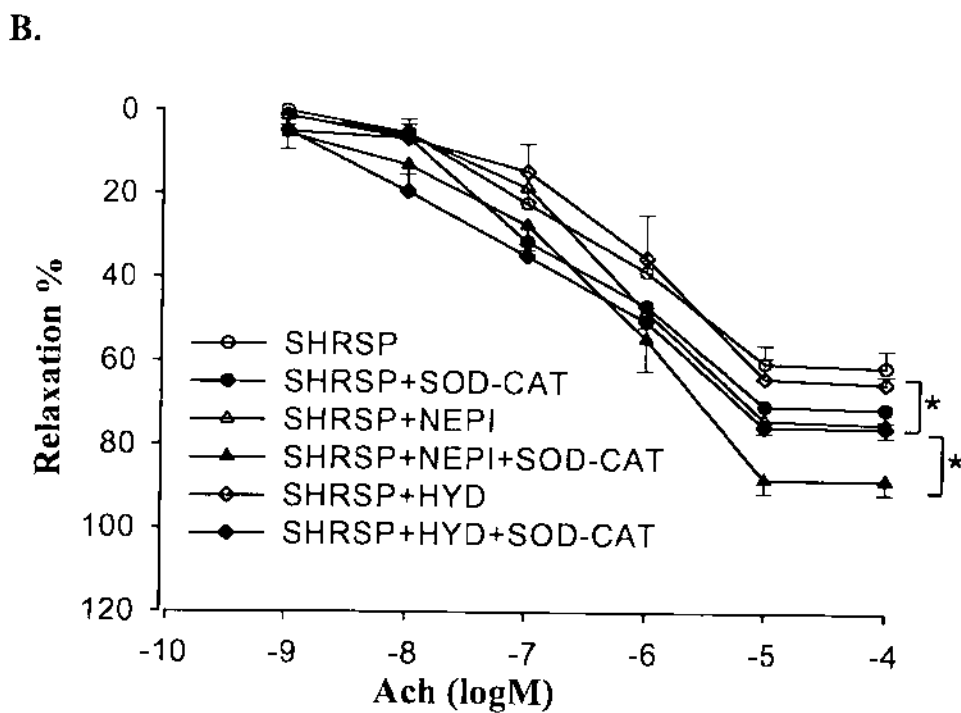 B.
0
20
40
60
80
100
120
Relaxation %
SHRSP
SHRSP+SOD-CAT
SHRSP+NEPI
SHRSP+NEPI+SOD-CAT
SHRSP+HYD
SHRSP+HYD+SOD-CAT
*
*
-10 -9 -8 -7 -6 -5 -4
Ach (logM)